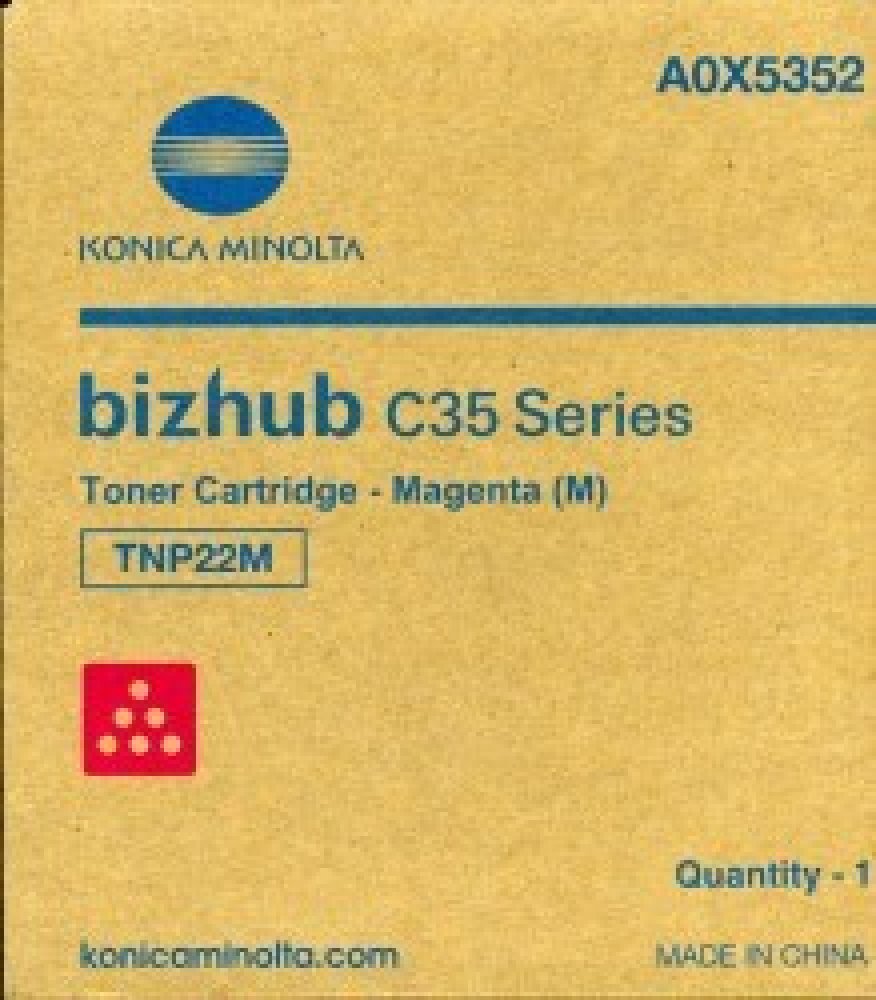 A0X5352
KONICA MINOLTA
bizhub C35 Series
Toner Cartridge - Magenta (M)
TNP22M
Quantity - 1
konicaminolta.com
MADE IN CHINA